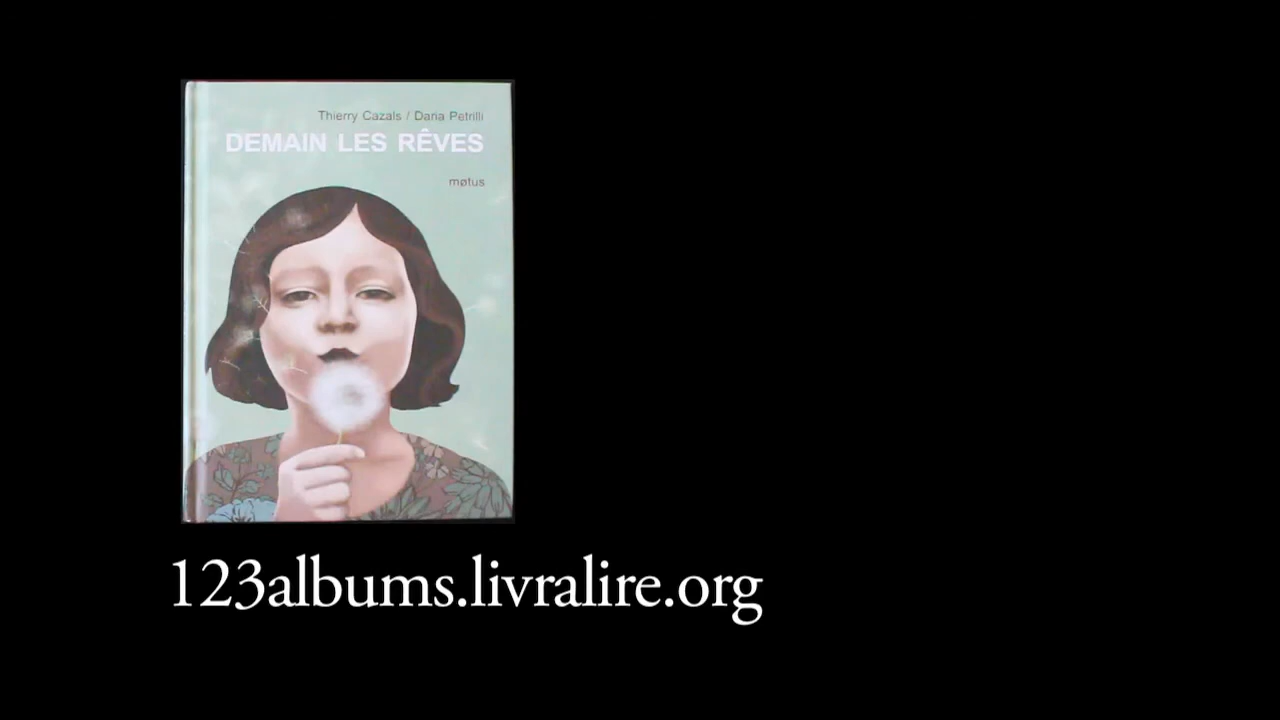 Thierry Cazals / Daria Petrilli
DEMAIN LES RÊVES
møtus
123albums.livralire.org